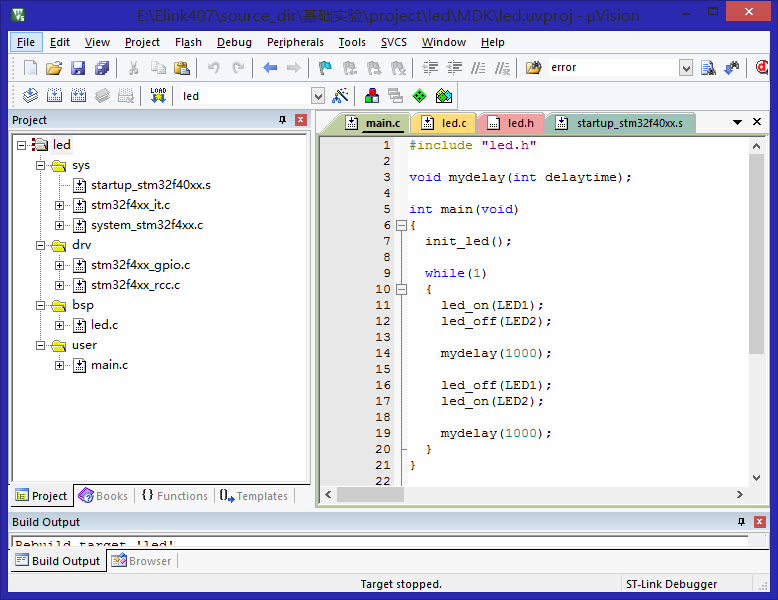 E:\Elink407\source_dir\基础实验\project\led\MDK\led.uvproj - µVision
File Edit View Project Flash Debug Peripherals Tools SVCS Window Help
error
LOAD
led
Project
main.c led.c led.h startup_stm32f40xx.s
led
sys
startup_stm32f40xx.s
stm32f4xx_it.c
system_stm32f4xx.c
drv
stm32f4xx_gpio.c
stm32f4xx_rcc.c
bsp
led.c
user
main.c
1 #include "led.h"
2
3 void mydelay(int delaytime);
4
5 int main(void)
6 {
7 init_led();
8
9 while(1)
10 {
11 led_on(LED1);
12 led_off(LED2);
13
14 mydelay(1000);
15
16 led_off(LED1);
17 led_on(LED2);
18
19 mydelay(1000);
20 }
21 }
22
Project Books {} Functions 0 Templates
Build Output
Rebuild target 'led'
Build Output Browser
Target stopped. ST-Link Debugger